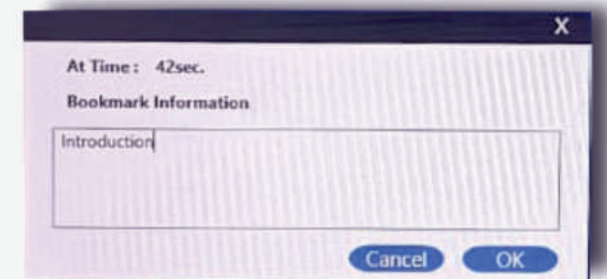 X
At Time : 42sec.
Bookmark Information
Introduction
Cancel OK